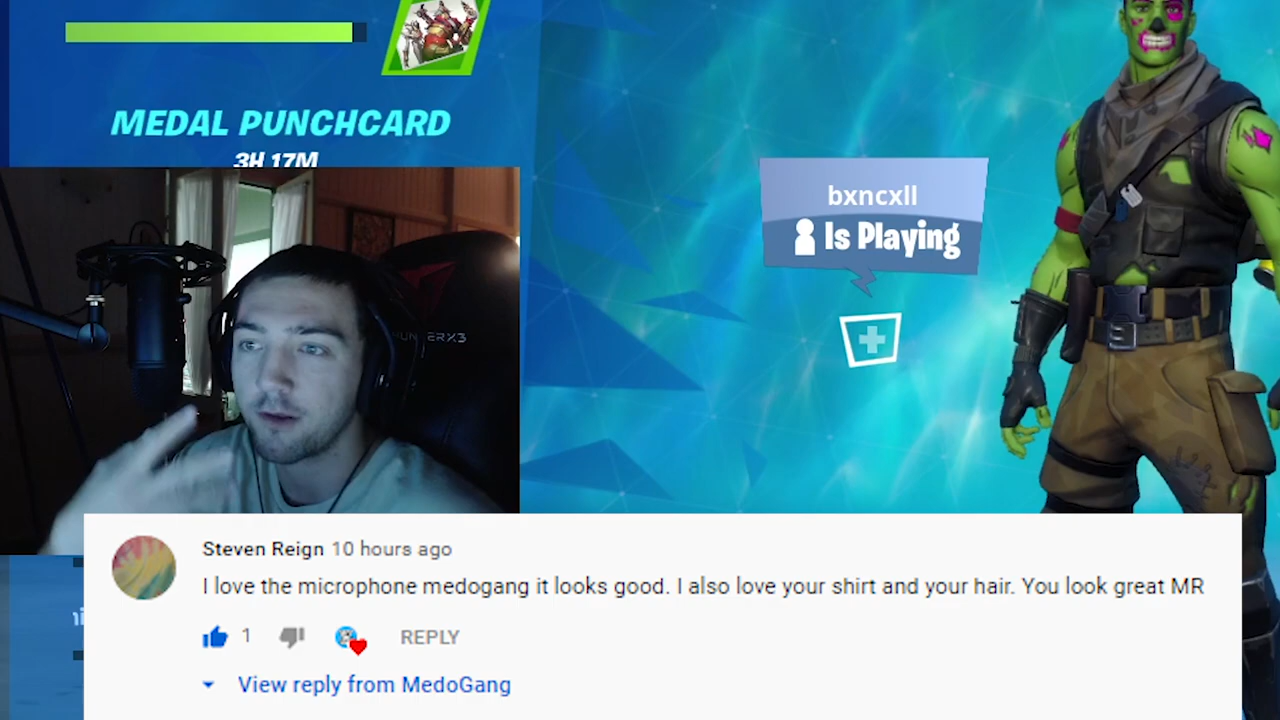 MEDAL PUNCHCARD
3H 17M
bxncxll
Is Playing
Steven Reign 10 hours ago
I love the microphone medogang it looks good. I also love your shirt and your hair. You look great MR
1
REPLY
View reply from MedoGang